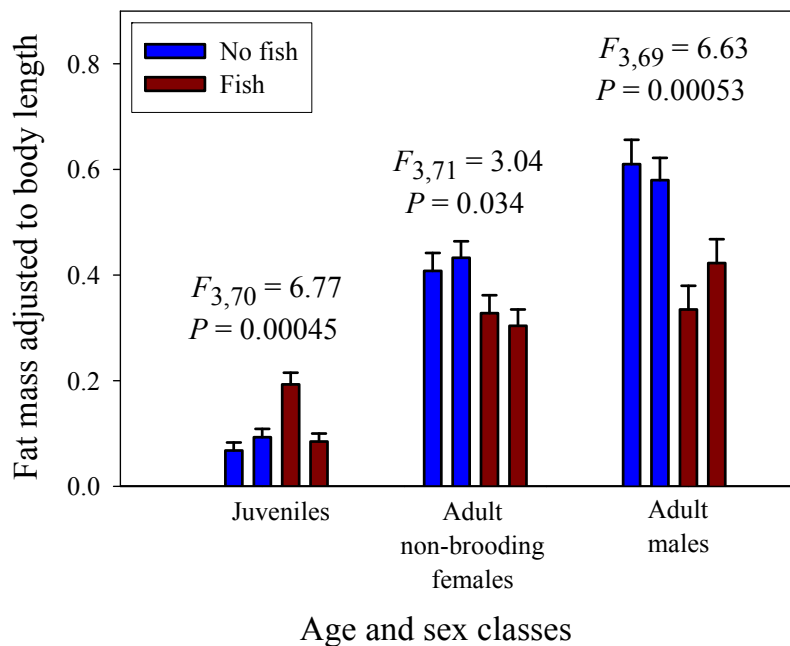 Fat mass adjusted to body length
0.8
0.6
0.4
0.2
0.0
No fish
Fish
F3,70 = 6.77
P = 0.00045
F3,71 = 3.04
P = 0.034
F3,69 = 6.63
P = 0.00053
Juveniles
Adult
non-brooding
females
Adult
males
Age and sex classes